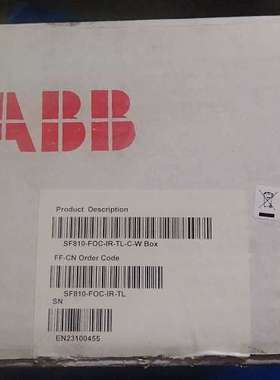 ABB
Product Description
SF810-FOC-IR-TL-C-W Box
FF-CN Order Code
SF810-FOC-IR-TL
SN
EN23100455